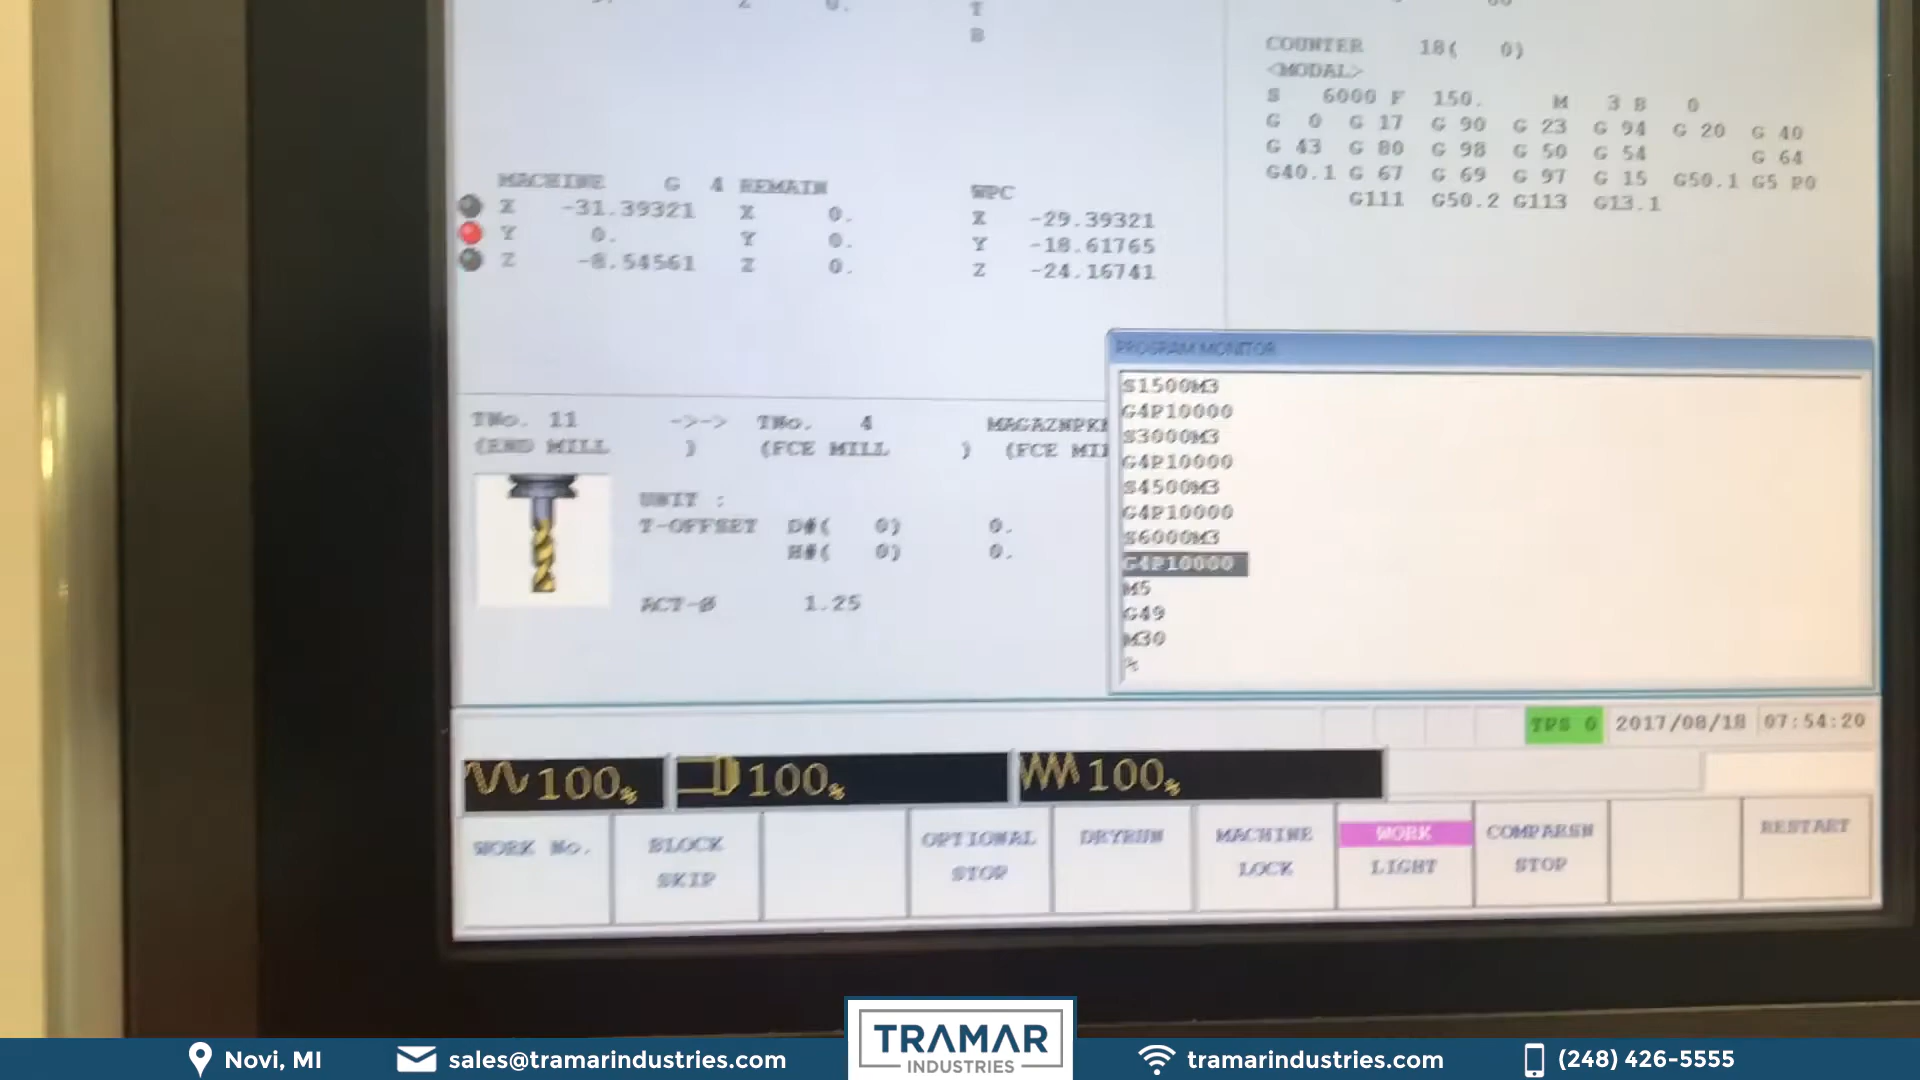 COUNTER 18( 0)
<MODAL>
S 6000 F 150. M 3 B 0
G 0 G 17 G 90 G 23 G 94 G 20 G 40
G 43 G 80 G 98 G 50 G 54 G 64
G40.1 G 67 G 69 G 97 G 15 G50.1 G5 P0
G111 G50.2 G113 G13.1
Z 0.
T
B
MACHINE G 4 REMAIN WPC
X -31.39321 X 0. X -29.39321
Y 0. Y 0. Y -18.61765
Z -8.54561 Z 0. Z -24.16741
TNo. 11 ->-> TNo. 4 MAGAZNPK
(END MILL ) (FCE MILL ) (FCE MI
UNIT :
T-OFFSET D#( 0) 0.
H#( 0) 0.
ACT-Ø 1.25
PROGRAM MONITOR
S1500M3
G4P10000
S3000M3
G4P10000
S4500M3
G4P10000
S6000M3
G4P10000
M5
G49
M30
%
TPS 0 2017/08/18 07:54:20
100% 100% 100%
WORK No.
BLOCK
SKIP
OPTIONAL
STOP
DRYRUN
MACHINE
LOCK
WORK
LIGHT
COMPARSN
STOP
RESTART
TRAMAR
INDUSTRIES
Novi, MI
sales@tramarindustries.com
tramarindustries.com
(248) 426-5555